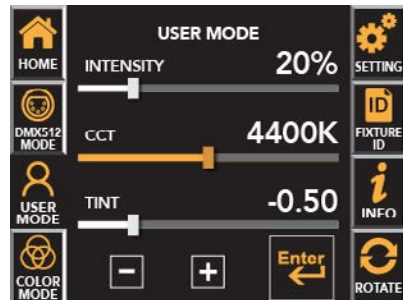 USER MODE
HOME
INTENSITY
20%
SETTING
DMX512
MODE
CCT
4400K
ID
FIXTURE
ID
USER
MODE
TINT
-0.50
i
INFO
COLOR
MODE
-
+
Enter
ROTATE